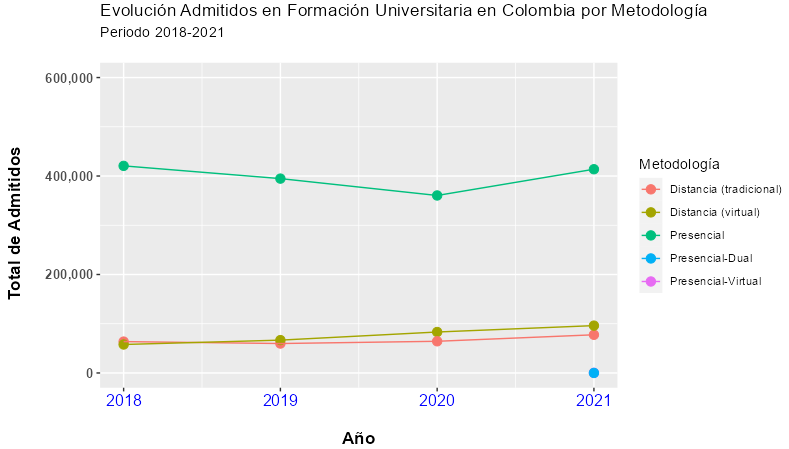 Evolución Admitidos en Formación Universitaria en Colombia por Metodología
Periodo 2018-2021
600,000
400,000
200,000
0
Total de Admitidos
2018 2019 2020 2021
Año
Metodología
Distancia (tradicional)
Distancia (virtual)
Presencial
Presencial-Dual
Presencial-Virtual